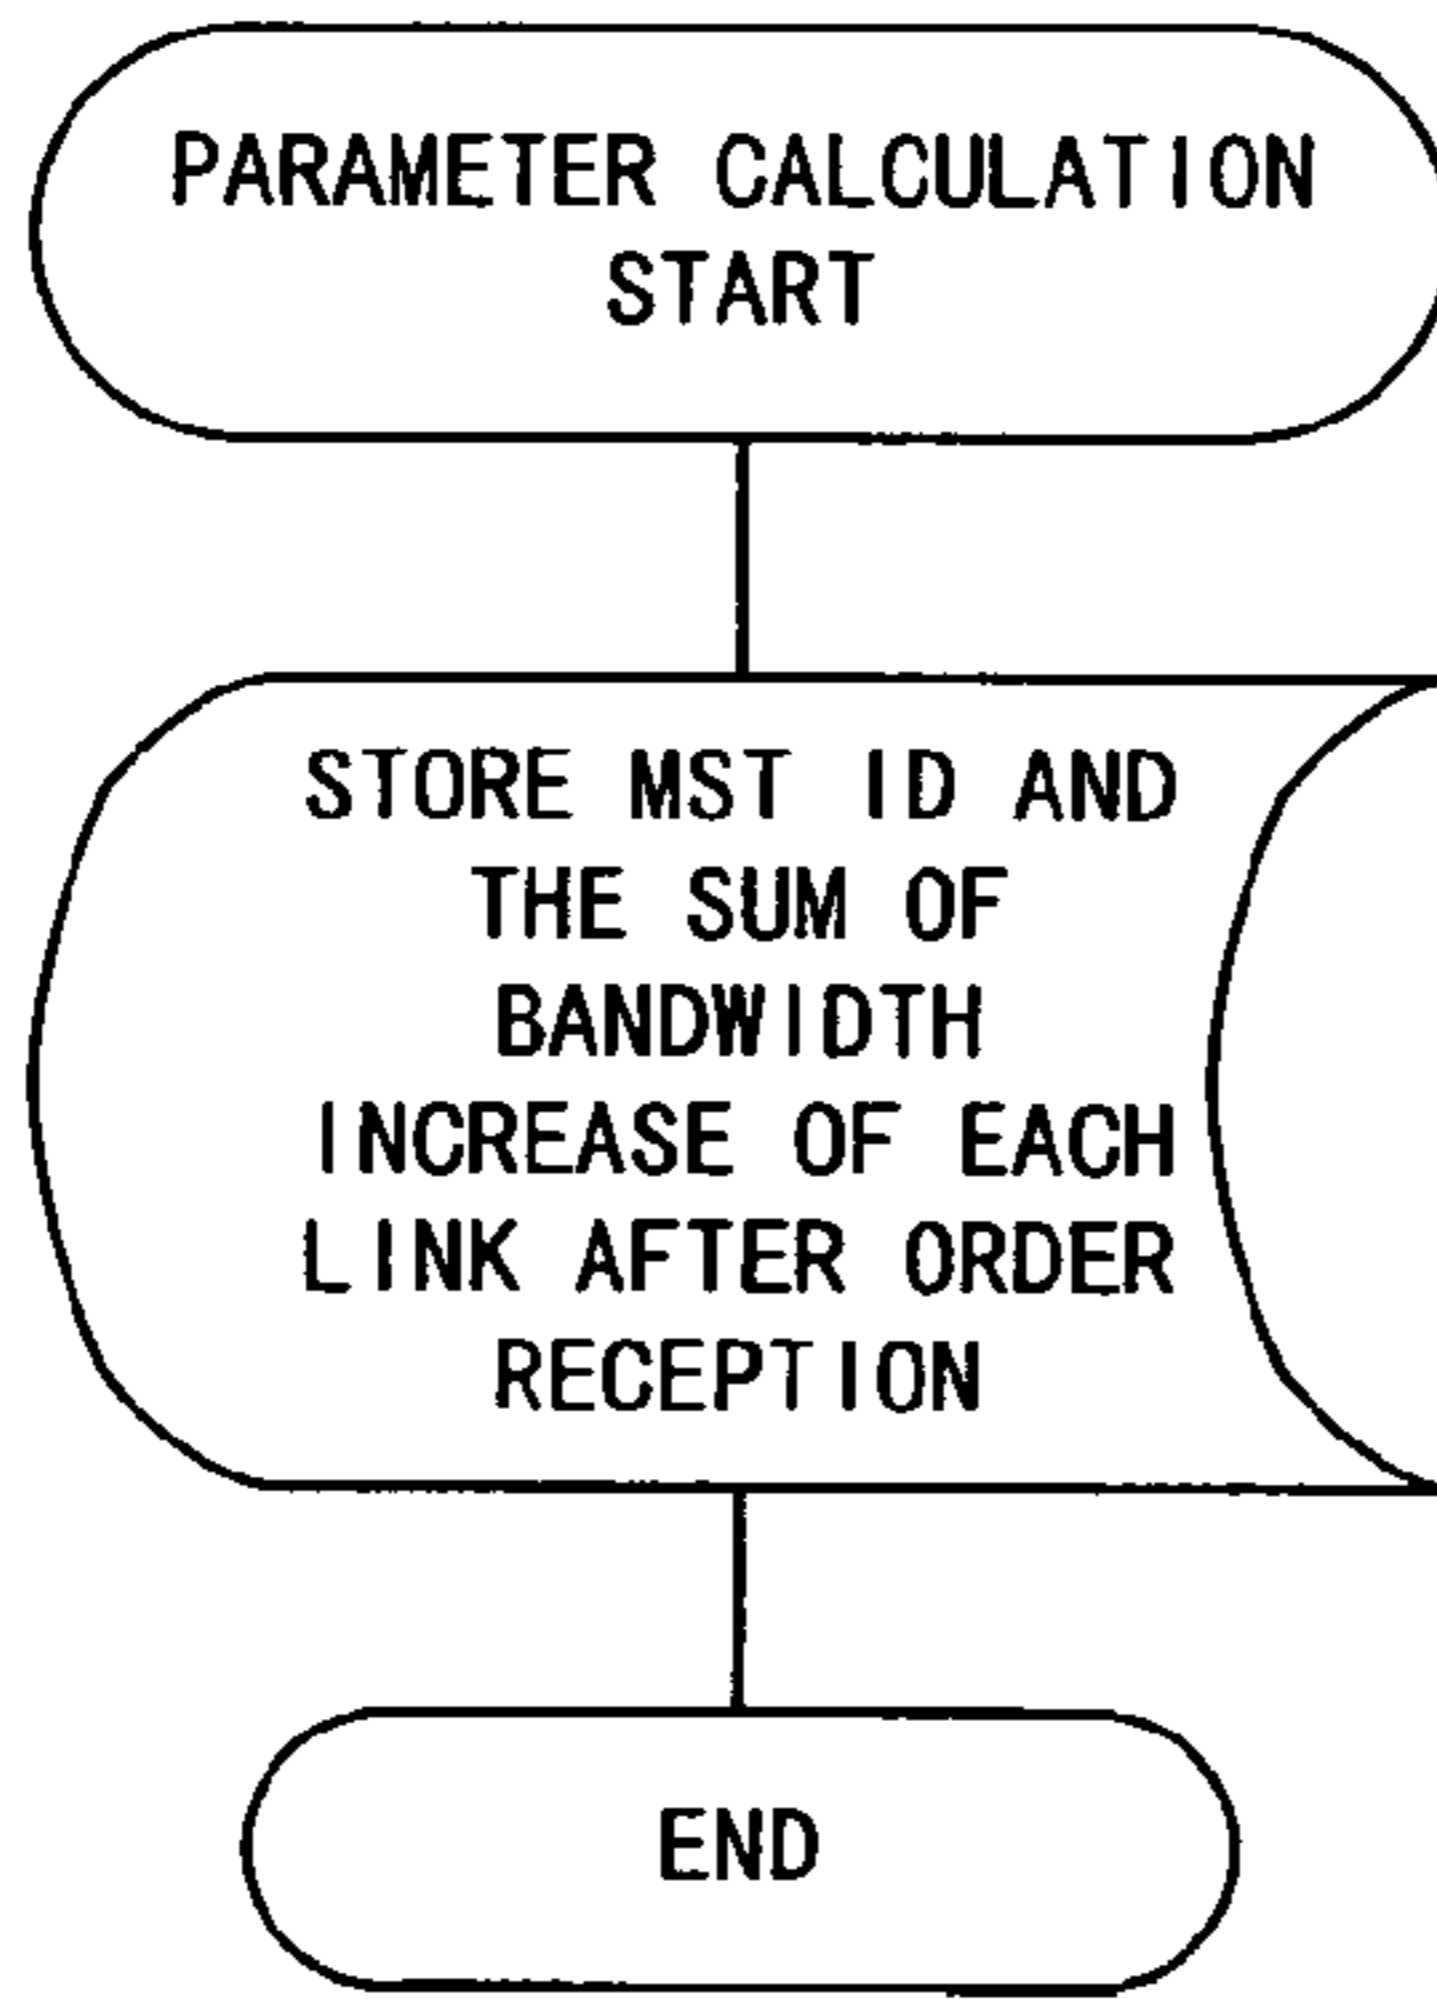 PARAMETER CALCULATION
START
STORE MST ID AND
THE SUM OF
BANDWIDTH
INCREASE OF EACH
LINK AFTER ORDER
RECEPTION
END